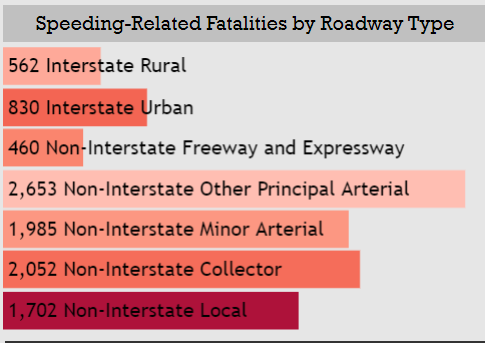 Speeding-Related Fatalities by Roadway Type
562 Interstate Rural
830 Interstate Urban
460 Non-Interstate Freeway and Expressway
2,653 Non-Interstate Other Principal Arterial
1,985 Non-Interstate Minor Arterial
2,052 Non-Interstate Collector
1,702 Non-Interstate Local